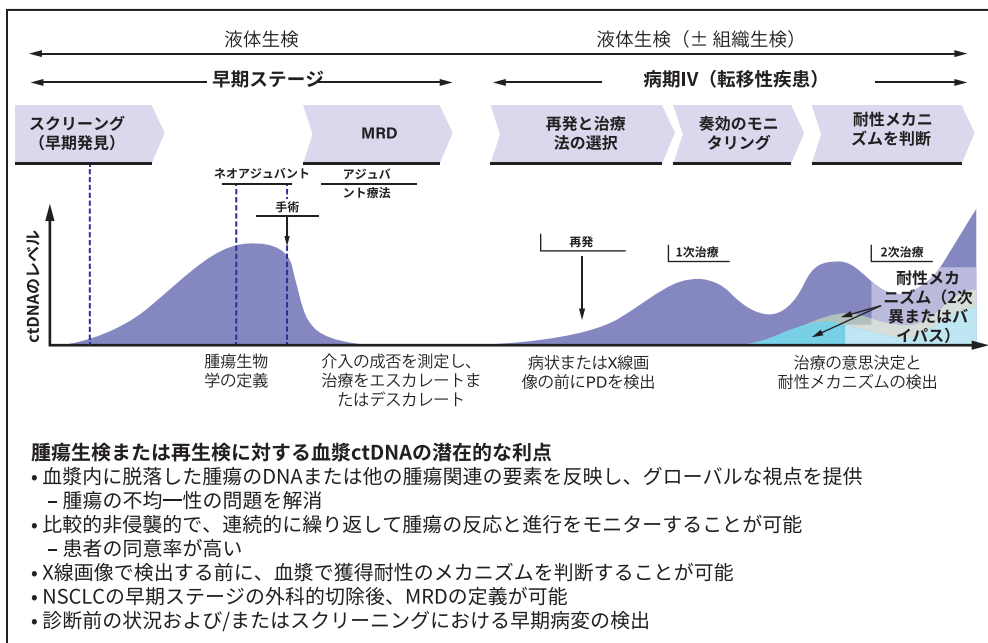 液体生検
液体生検（± 組織生検）
早期ステージ
病期IV（転移性疾患）
スクリーング
（早期発見）
MRD
再発と治療
法の選択
奏効のモニ
タリング
耐性メカニ
ズムを判断
ネオアジュバント
アジュバ
ント療法
手術
再発
1次治療
2次治療
ctDNAのレベル
耐性メカ
ニズム（2次
異またはバ
イパス）
腫瘍生物
学の定義
介入の成否を測定し、
治療をエスカレートま
たはデスカレート
病状またはX線画
像の前にPDを検出
治療の意思決定と
耐性メカニズムの検出
腫瘍生検または再生検に対する血漿ctDNAの潜在的な利点
• 血漿内に脱落した腫瘍のDNAまたは他の腫瘍関連の要素を反映し、グローバルな視点を提供
– 腫瘍の不均一性の問題を解消
• 比較的非侵襲的で、連続的に繰り返して腫瘍の反応と進行をモニターすることが可能
– 患者の同意率が高い
• X線画像で検出する前に、血漿で獲得耐性のメカニズムを判断することが可能
• NSCLCの早期ステージの外科的切除後、MRDの定義が可能
• 診断前の状況および/またはスクリーニングにおける早期病変の検出